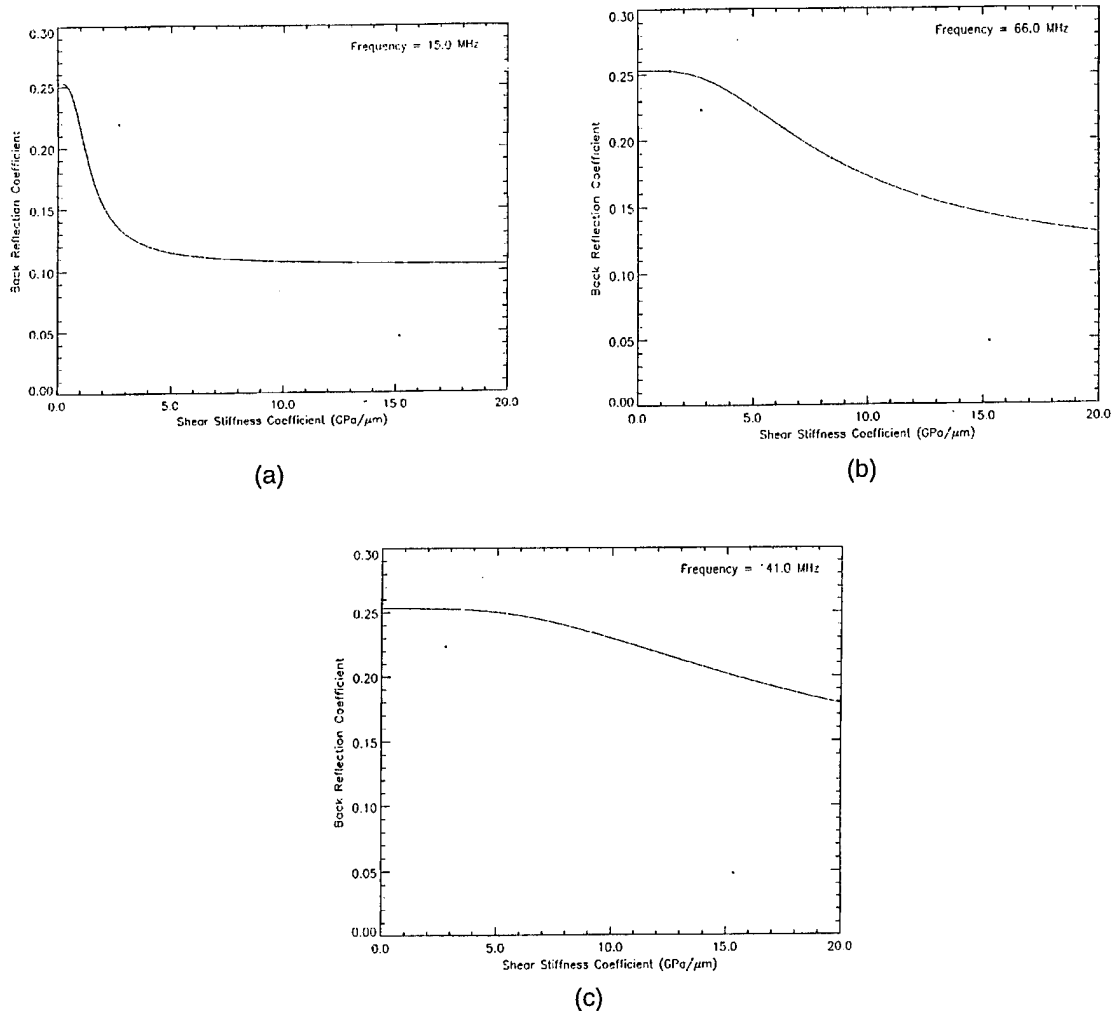 0.30
Frequency = 15.0 MHz
0.25
0.20
0.15
0.10
0.05
0.00
Back Reflection Coefficient
0.0 5.0 10.0 15.0 20.0
Shear Stiffness Coefficient (GPa/μm)
(a)
0.30
Frequency = 66.0 MHz
0.25
0.20
0.15
0.10
0.05
0.00
Back Reflection Coefficient
0.0 5.0 10.0 15.0 20.0
Shear Stiffness Coefficient (GPa/μm)
(b)
0.30
Frequency = 141.0 MHz
0.25
0.20
0.15
0.10
0.05
0.00
Back Reflection Coefficient
0.0 5.0 10.0 15.0 20.0
Shear Stiffness Coefficient (GPa/μm)
(c)